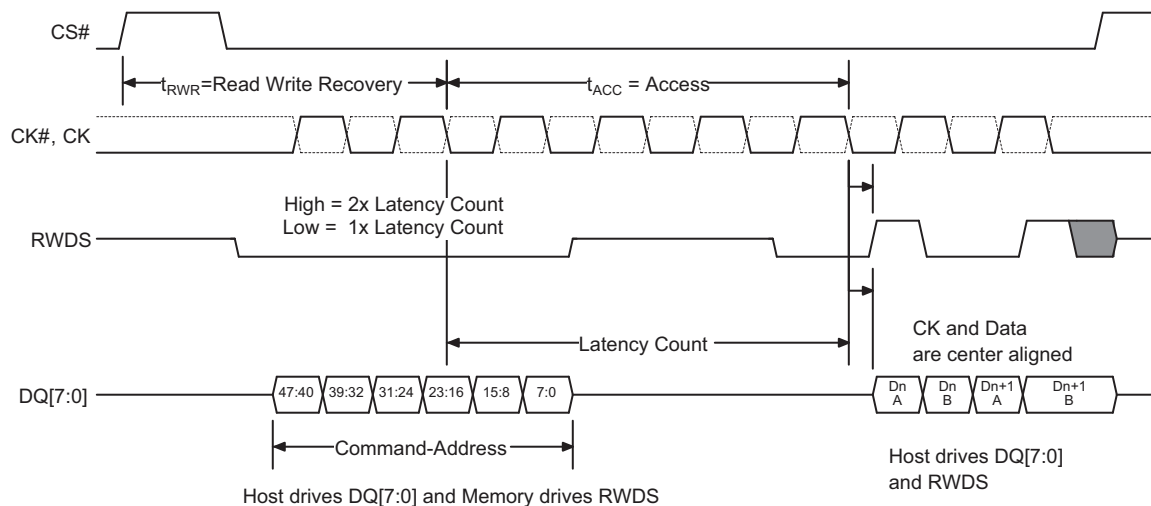 CS#
tRWR=Read Write Recovery
tACC = Access
CK#, CK
High = 2x Latency Count
Low = 1x Latency Count
RWDS
Latency Count
CK and Data
are center aligned
DQ[7:0]
47:40 39:32 31:24 23:16 15:8 7:0
Dn A Dn B Dn+1 A Dn+1 B
Command-Address
Host drives DQ[7:0]
and RWDS
Host drives DQ[7:0] and Memory drives RWDS